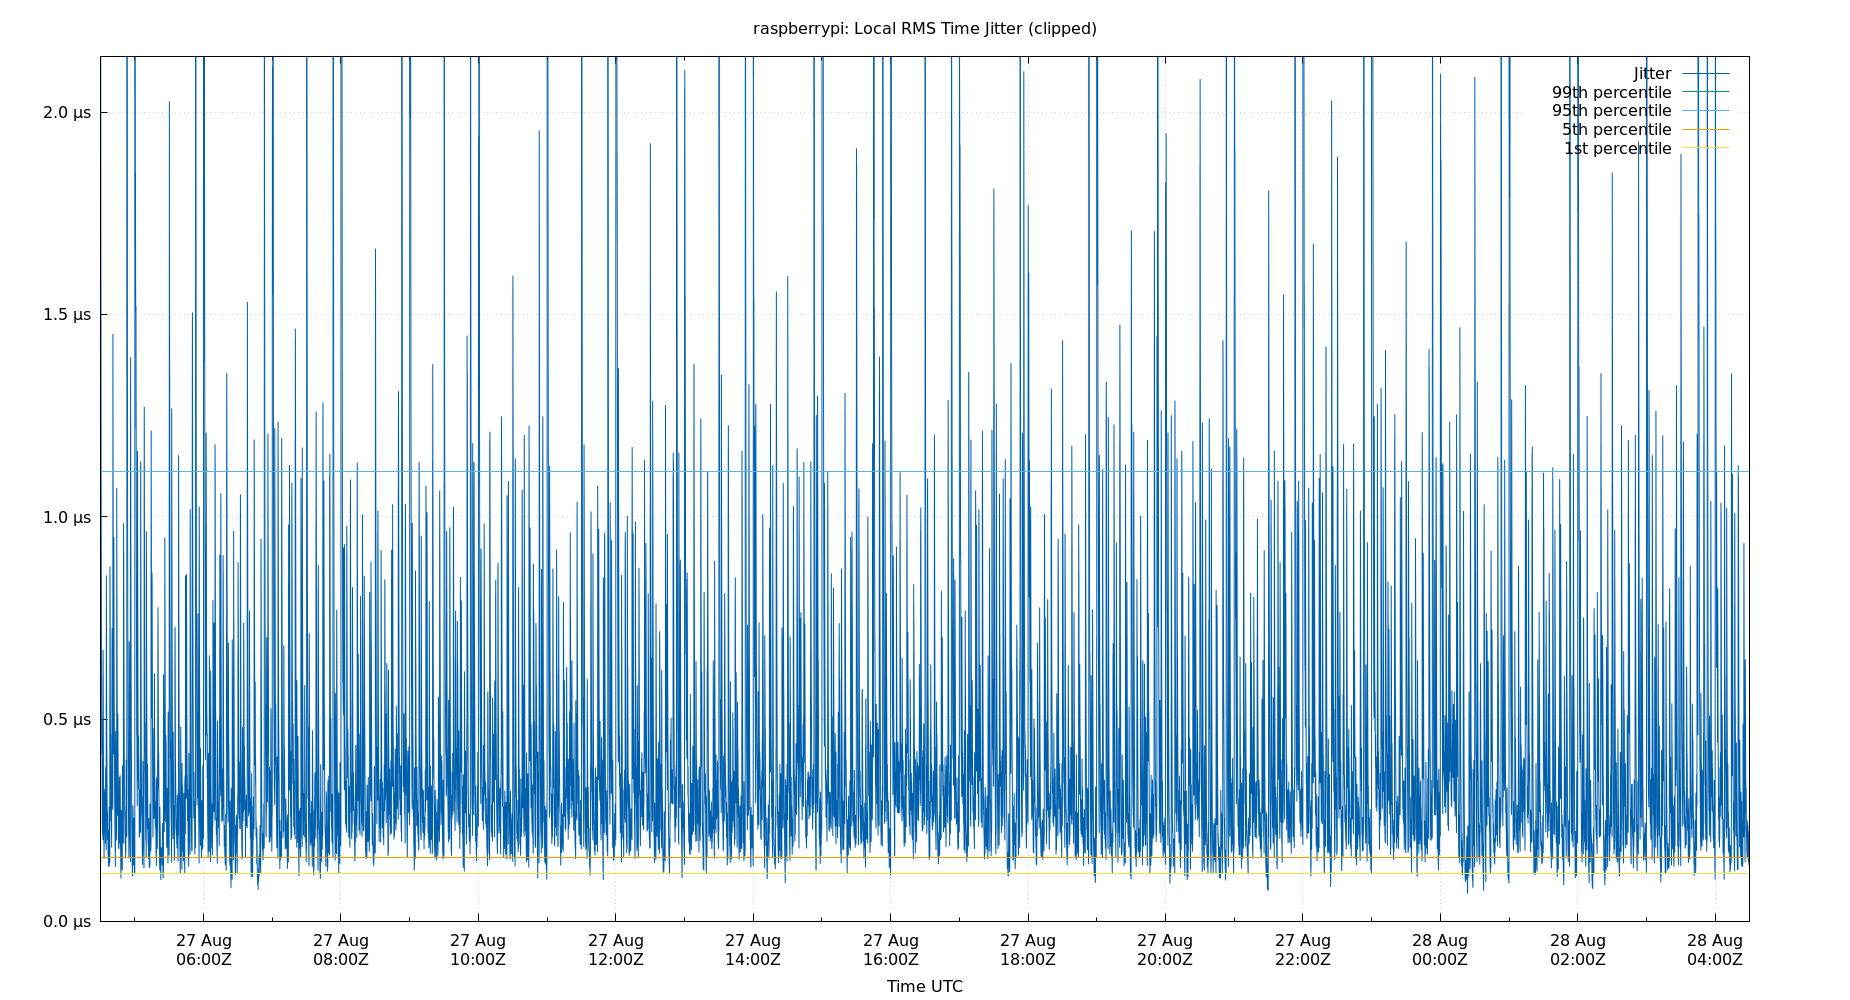 raspberrypi: Local RMS Time Jitter (clipped)
Jitter
99th percentile
95th percentile
5th percentile
1st percentile
2.0 µs
1.5 µs
1.0 µs
0.5 µs
0.0 µs
27 Aug 27 Aug 27 Aug 27 Aug 27 Aug 27 Aug 27 Aug 27 Aug 27 Aug 28 Aug 28 Aug 28 Aug
06:00Z 08:00Z 10:00Z 12:00Z 14:00Z 16:00Z 18:00Z 20:00Z 22:00Z 00:00Z 02:00Z 04:00Z
Time UTC